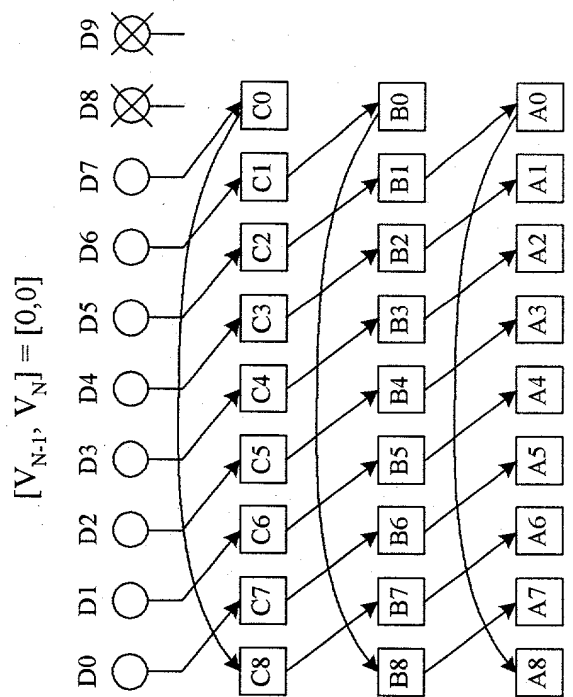 [V_{N-1}, V_N] = [0,0]
D0 D1 D2 D3 D4 D5 D6 D7 D8 D9
C8 C7 C6 C5 C4 C3 C2 C1 C0
B8 B7 B6 B5 B4 B3 B2 B1 B0
A8 A7 A6 A5 A4 A3 A2 A1 A0